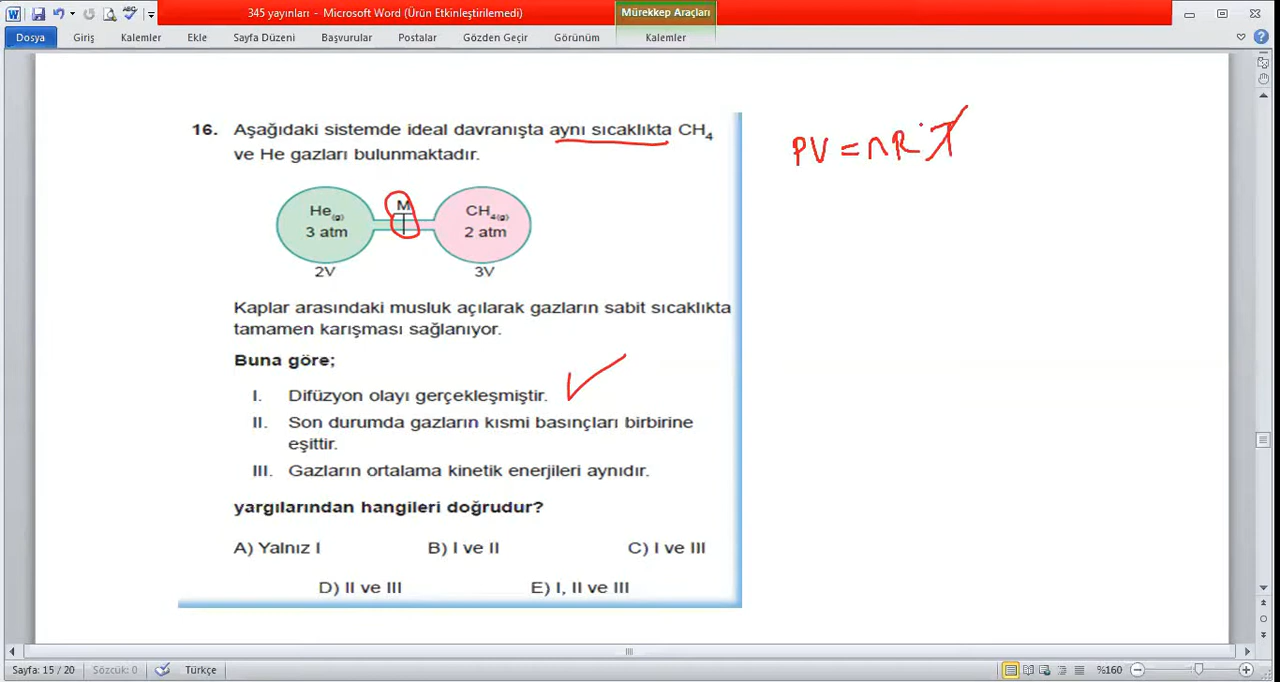 345 yayınları - Microsoft Word (Ürün Etkinleştirilemedi)
Mürekkep Araçları
Dosya Giriş Kalemler Ekle Sayfa Düzeni Başvurular Postalar Gözden Geçir Görünüm Kalemler
16. Aşağıdaki sistemde ideal davranışta aynı sıcaklıkta CH4
ve He gazları bulunmaktadır.
PV = nRT
M
He(g) CH4(g)
3 atm 2 atm
2V 3V
Kaplar arasındaki musluk açılarak gazların sabit sıcaklıkta
tamamen karışması sağlanıyor.
Buna göre;
I. Difüzyon olayı gerçekleşmiştir.
II. Son durumda gazların kısmi basınçları birbirine
eşittir.
III. Gazların ortalama kinetik enerjileri aynıdır.
yargılarından hangileri doğrudur?
A) Yalnız I B) I ve II C) I ve III
D) II ve III E) I, II ve III
Sayfa: 15 / 20 Sözcük: 0 Türkçe %160